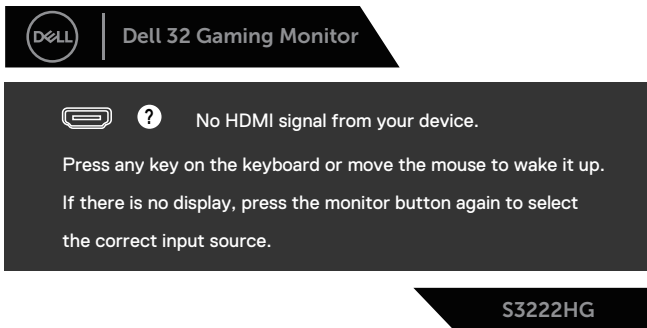 DELL
Dell 32 Gaming Monitor
? No HDMI signal from your device.
Press any key on the keyboard or move the mouse to wake it up.
If there is no display, press the monitor button again to select
the correct input source.
S3222HG